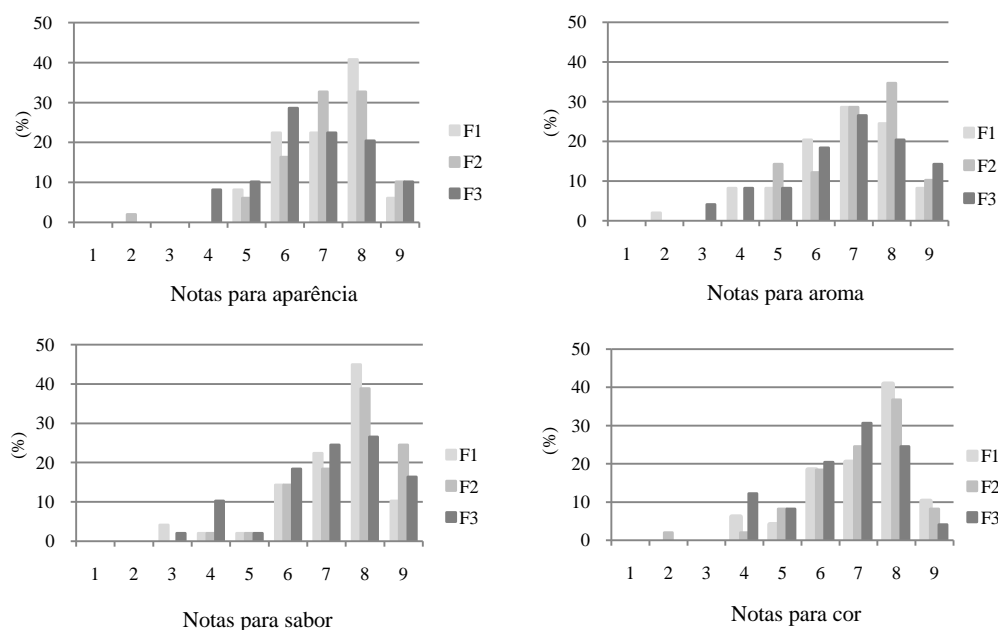 50
40
30
20
10
0
(%)
1 2 3 4 5 6 7 8 9
Notas para aparência
F1
F2
F3
50
40
30
20
10
0
(%)
1 2 3 4 5 6 7 8 9
Notas para aroma
F1
F2
F3
50
40
30
20
10
0
(%)
1 2 3 4 5 6 7 8 9
Notas para sabor
F1
F2
F3
50
40
30
20
10
0
(%)
1 2 3 4 5 6 7 8 9
Notas para cor
F1
F2
F3